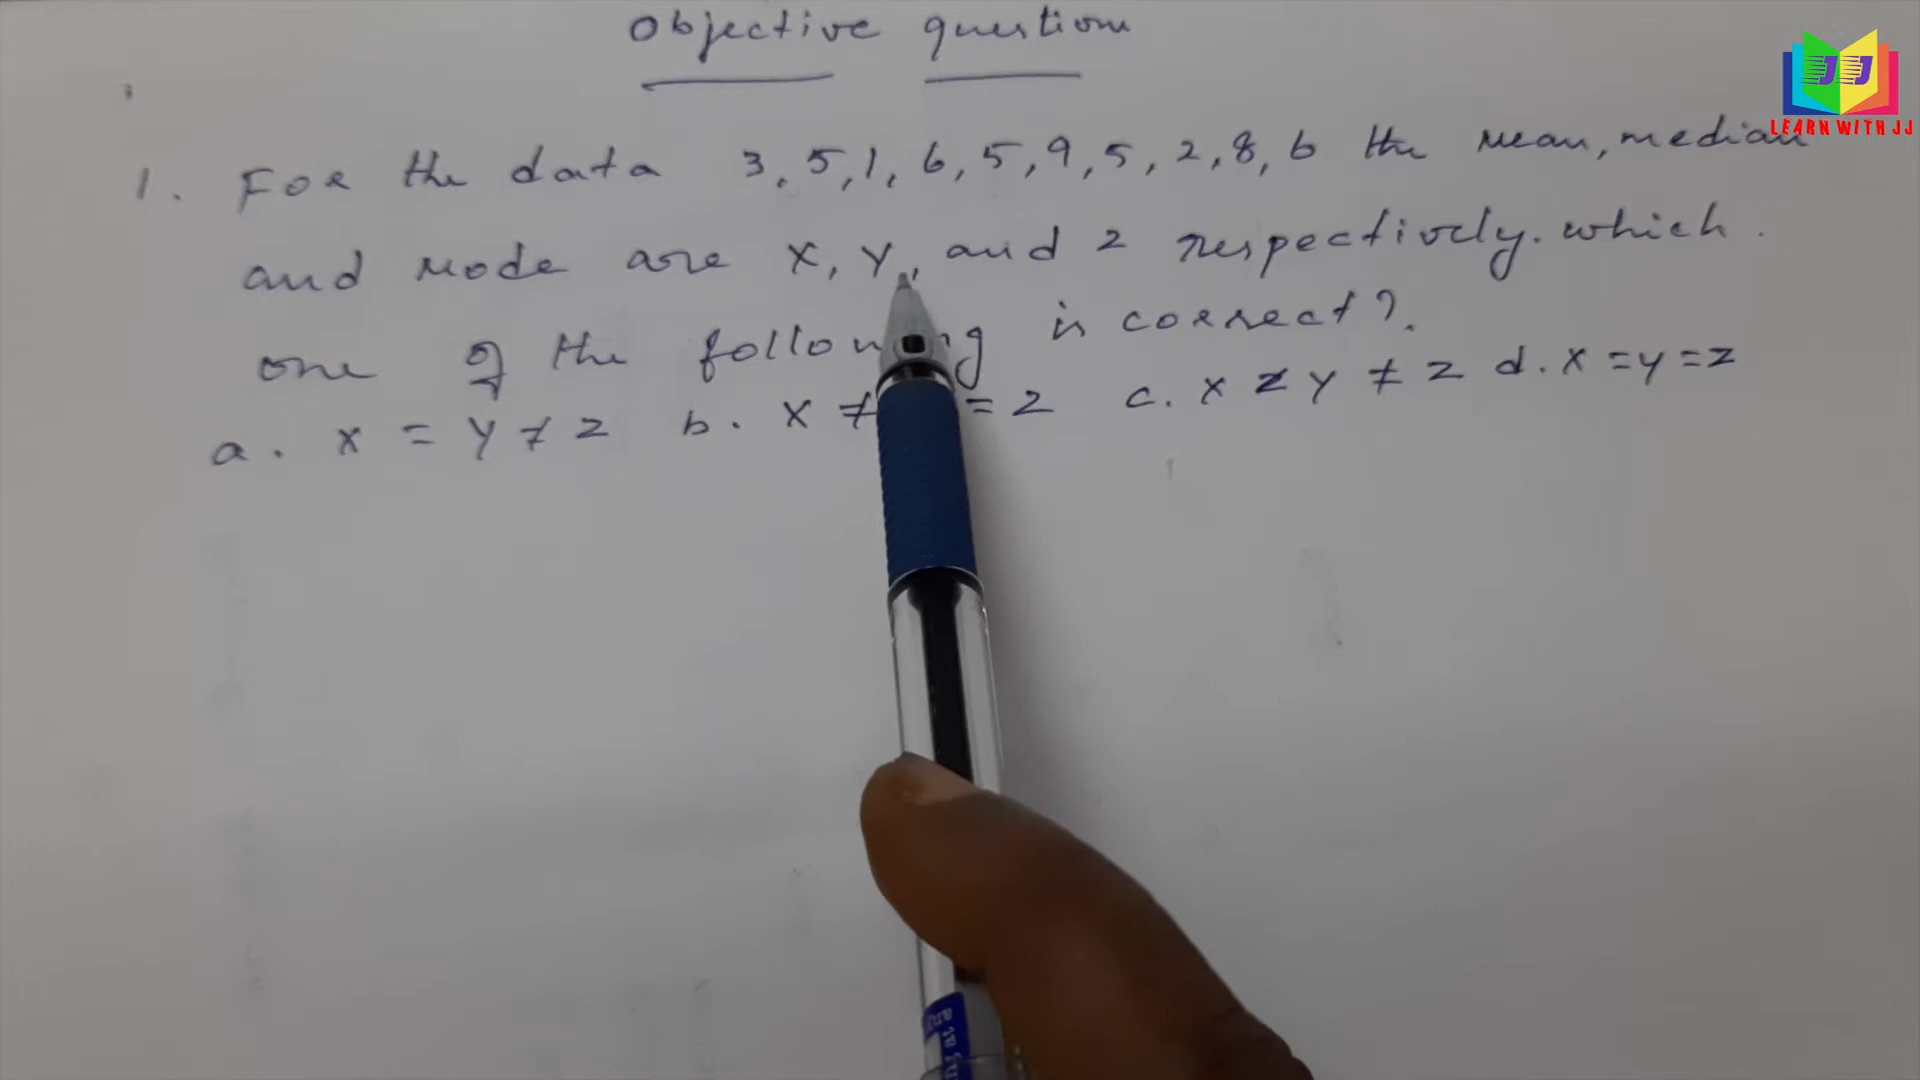 Objective question
1. For the data 3, 5, 1, 6, 5, 9, 5, 2, 8, 6 the mean, median
and mode are X, Y, and Z respectively. which
one of the following is correct?.
a. X = Y ≠ Z b. X ≠ = Z c. X ≠ Y ≠ Z d. X = Y = Z
JJ
LEARN WITH JJ